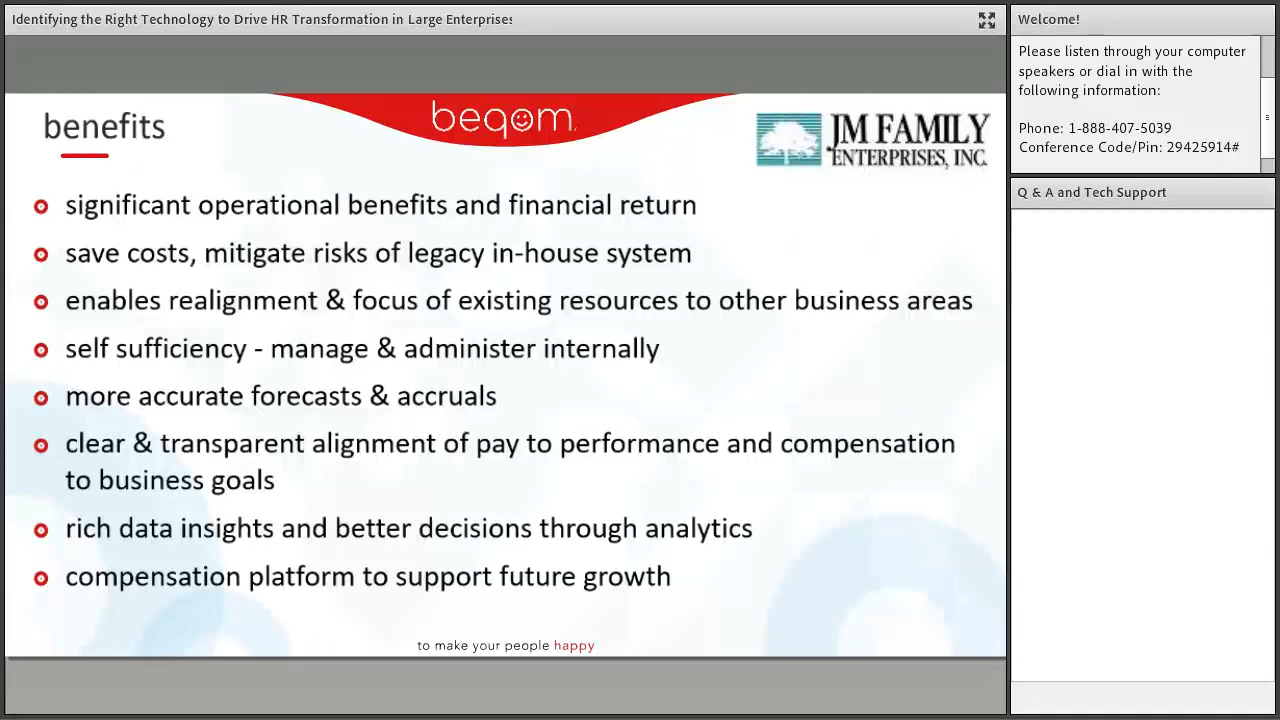 Identifying the Right Technology to Drive HR Transformation in Large Enterprises
benefits
beqom
JM FAMILY
ENTERPRISES, INC.
significant operational benefits and financial return
save costs, mitigate risks of legacy in-house system
enables realignment & focus of existing resources to other business areas
self sufficiency - manage & administer internally
more accurate forecasts & accruals
clear & transparent alignment of pay to performance and compensation
to business goals
rich data insights and better decisions through analytics
compensation platform to support future growth
to make your people happy
Welcome!
Please listen through your computer
speakers or dial in with the
following information:
Phone: 1-888-407-5039
Conference Code/Pin: 29425914#
Q & A and Tech Support